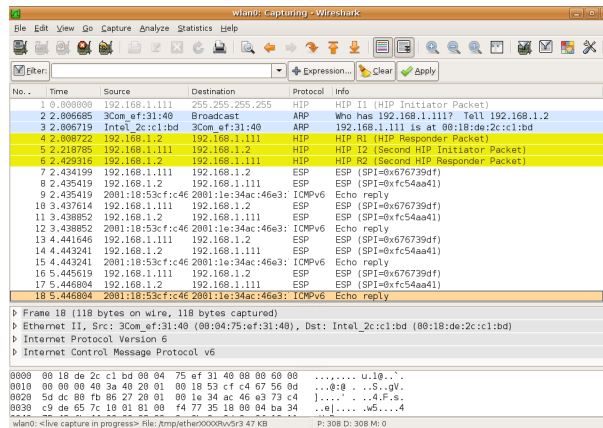 wlan0: Capturing - Wireshark
File Edit View Go Capture Analyze Statistics Help
Filter: Expression... Clear Apply
No. . Time Source Destination Protocol Info
1 0.000000 192.168.1.111 255.255.255.255 HIP HIP I1 (HIP Initiator Packet)
2 2.006685 3Com_ef:31:40 Broadcast ARP Who has 192.168.1.111? Tell 192.168.1.2
3 2.006719 Intel_2c:c1:bd 3Com_ef:31:40 ARP 192.168.1.111 is at 00:18:de:2c:c1:bd
4 2.008722 192.168.1.2 192.168.1.111 HIP HIP R1 (HIP Responder Packet)
5 2.218785 192.168.1.111 192.168.1.2 HIP HIP I2 (Second HIP Initiator Packet)
6 2.429316 192.168.1.2 192.168.1.111 HIP HIP R2 (Second HIP Responder Packet)
7 2.434199 192.168.1.111 192.168.1.2 ESP ESP (SPI=0x676739df)
8 2.435419 192.168.1.2 192.168.1.111 ESP ESP (SPI=0xfc54aa41)
9 2.435419 2001:18:53cf:c46 2001:1e:34ac:46e3: ICMPv6 Echo reply
10 3.437614 192.168.1.111 192.168.1.2 ESP ESP (SPI=0x676739df)
11 3.438852 192.168.1.2 192.168.1.111 ESP ESP (SPI=0xfc54aa41)
12 3.438852 2001:18:53cf:c46 2001:1e:34ac:46e3: ICMPv6 Echo reply
13 4.441646 192.168.1.111 192.168.1.2 ESP ESP (SPI=0x676739df)
14 4.443241 192.168.1.2 192.168.1.111 ESP ESP (SPI=0xfc54aa41)
15 4.443241 2001:18:53cf:c46 2001:1e:34ac:46e3: ICMPv6 Echo reply
16 5.445619 192.168.1.111 192.168.1.2 ESP ESP (SPI=0x676739df)
17 5.446804 192.168.1.2 192.168.1.111 ESP ESP (SPI=0xfc54aa41)
18 5.446804 2001:18:53cf:c46 2001:1e:34ac:46e3: ICMPv6 Echo reply
Frame 18 (118 bytes on wire, 118 bytes captured)
Ethernet II, Src: 3Com_ef:31:40 (00:04:75:ef:31:40), Dst: Intel_2c:c1:bd (00:18:de:2c:c1:bd)
Internet Protocol Version 6
Internet Control Message Protocol v6
0000 00 18 de 2c c1 bd 00 04 75 ef 31 40 08 00 60 00 ...,.... u.1@..`.
0010 00 00 00 40 3a 40 20 01 00 18 53 cf c4 67 56 0d ...@:@ . ..S..gV.
0020 5d dc 80 fb 86 27 20 01 00 1e 34 ac 46 e3 73 c4 ]....' . ..4.F.s.
0030 c9 de 65 7c 10 01 81 00 f4 77 35 18 00 04 ba 34 ..e|.... .w5....4
wlan0: <live capture in progress> File: /tmp/etherXXXXRvv5r3 47 KB P: 308 D: 308 M: 0